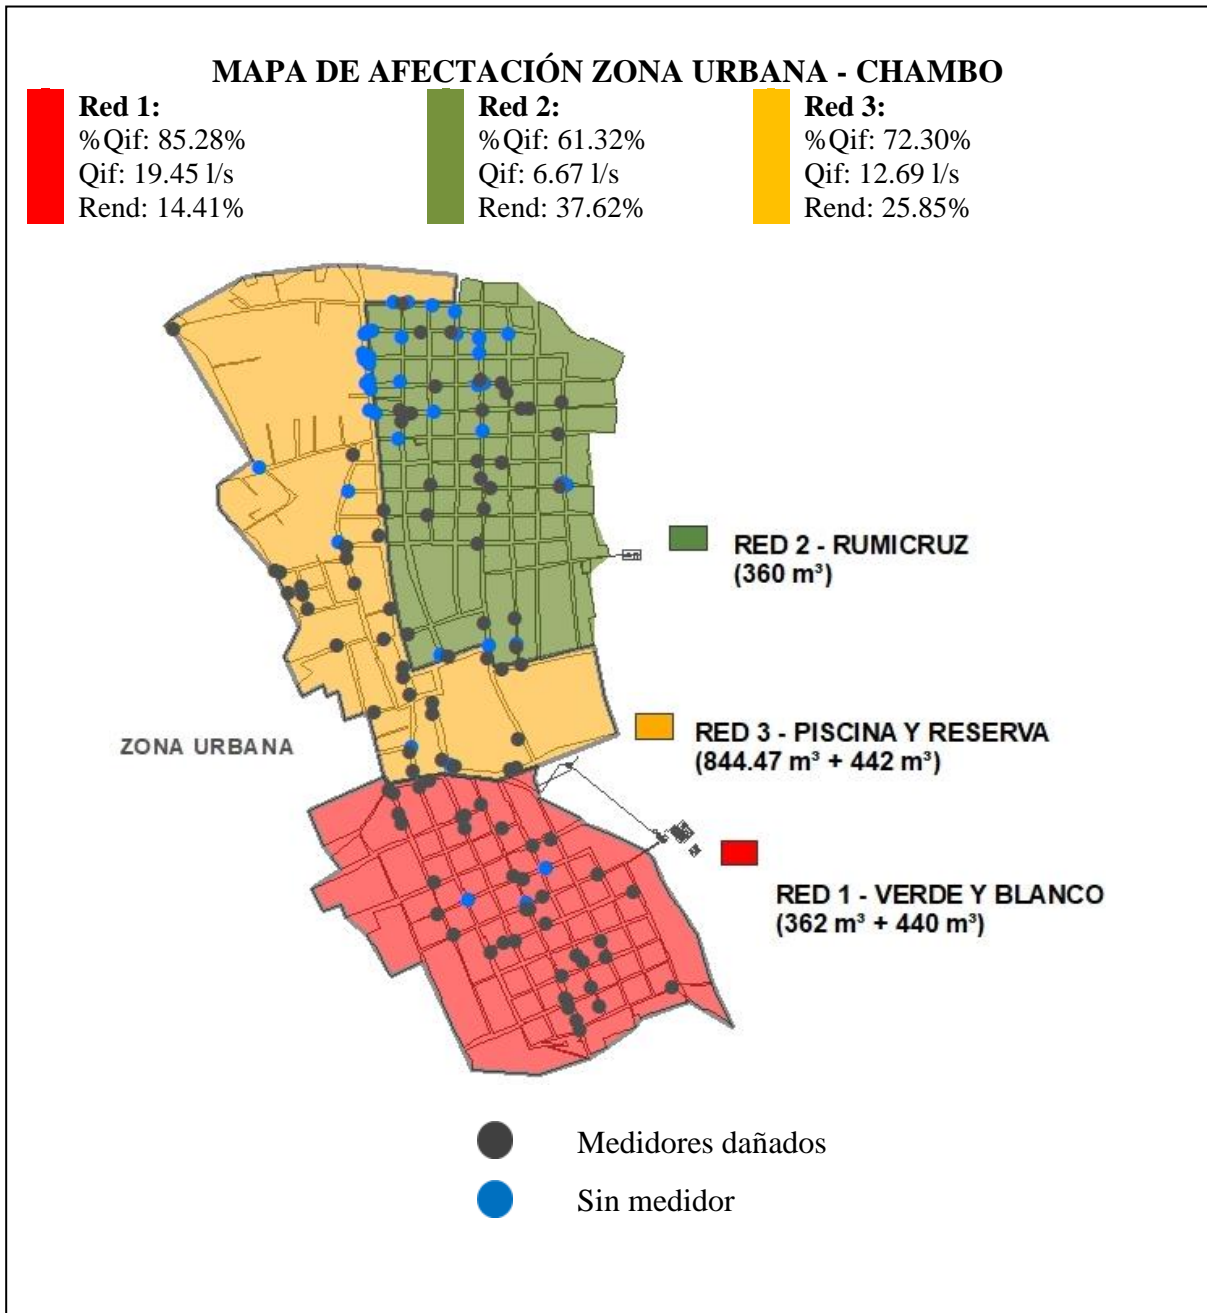 MAPA DE AFECTACIÓN ZONA URBANA - CHAMBO
Red 1:
%Qif: 85.28%
Qif: 19.45 l/s
Rend: 14.41%
Red 2:
%Qif: 61.32%
Qif: 6.67 l/s
Rend: 37.62%
Red 3:
%Qif: 72.30%
Qif: 12.69 l/s
Rend: 25.85%
RED 2 - RUMICRUZ
(360 m³)
RED 3 - PISCINA Y RESERVA
(844.47 m³ + 442 m³)
ZONA URBANA
RED 1 - VERDE Y BLANCO
(362 m³ + 440 m³)
Medidores dañados
Sin medidor